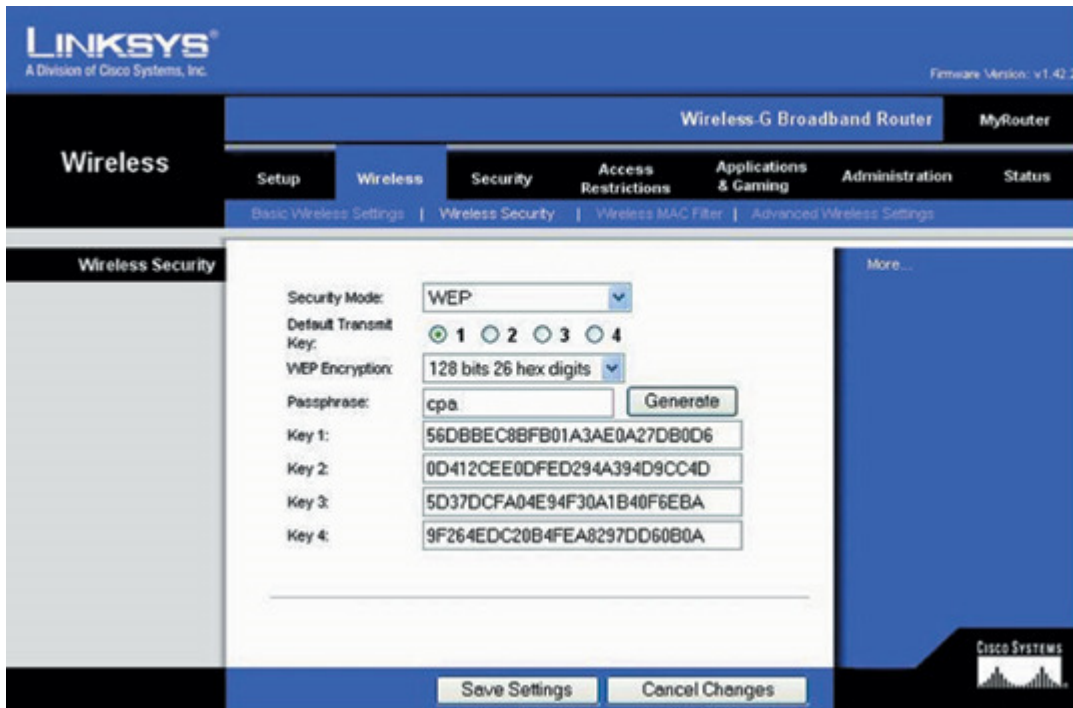 LINKSYS®
A Division of Cisco Systems, Inc.
Firmware Version: v1.42.2
Wireless-G Broadband Router
MyRouter
Wireless
Setup
Wireless
Security
Access Restrictions
Applications & Gaming
Administration
Status
Basic Wireless Settings | Wireless Security | Wireless MAC Filter | Advanced Wireless Settings
Wireless Security
More...
Security Mode: WEP
Default Transmit Key: 1 2 3 4
WEP Encryption: 128 bits 26 hex digits
Passphrase: cpa Generate
Key 1: 56DBBEC8BFB01A3AE0A27DB0D6
Key 2: 0D412CEE0DFED294A394D9CC4D
Key 3: 5D37DCFA04E94F30A1B40F6EBA
Key 4: 9F264EDC20B4FEA8297DD60B0A
CISCO SYSTEMS
Save Settings Cancel Changes